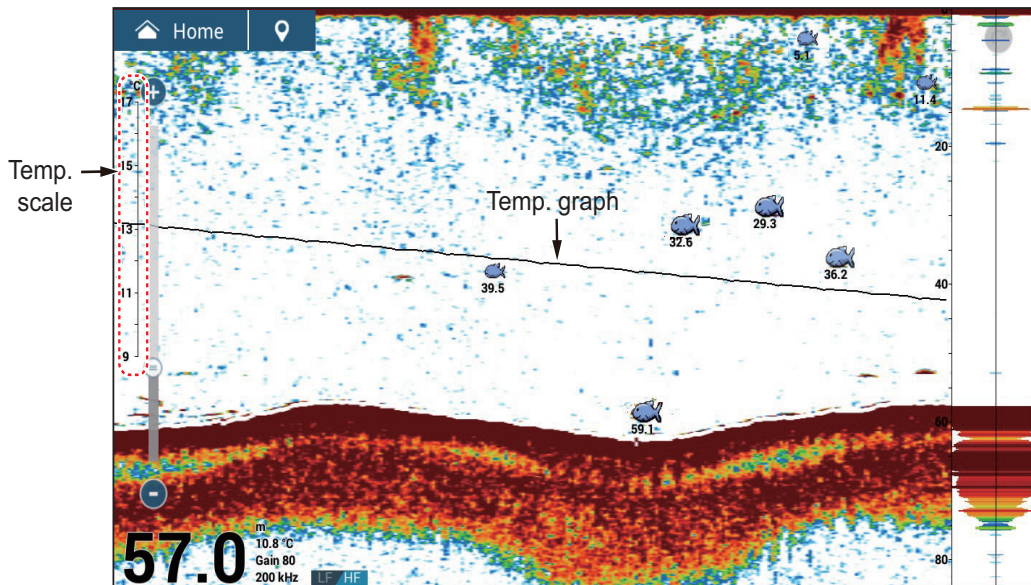 Home
0
5.1
°C
17
11.4
20
15
Temp.
scale
Temp. graph
29.3
13
32.6
36.2
39.5
40
11
9
59.1
60
57.0
m
10.8 °C
Gain 80
200 kHz
LF HF
80